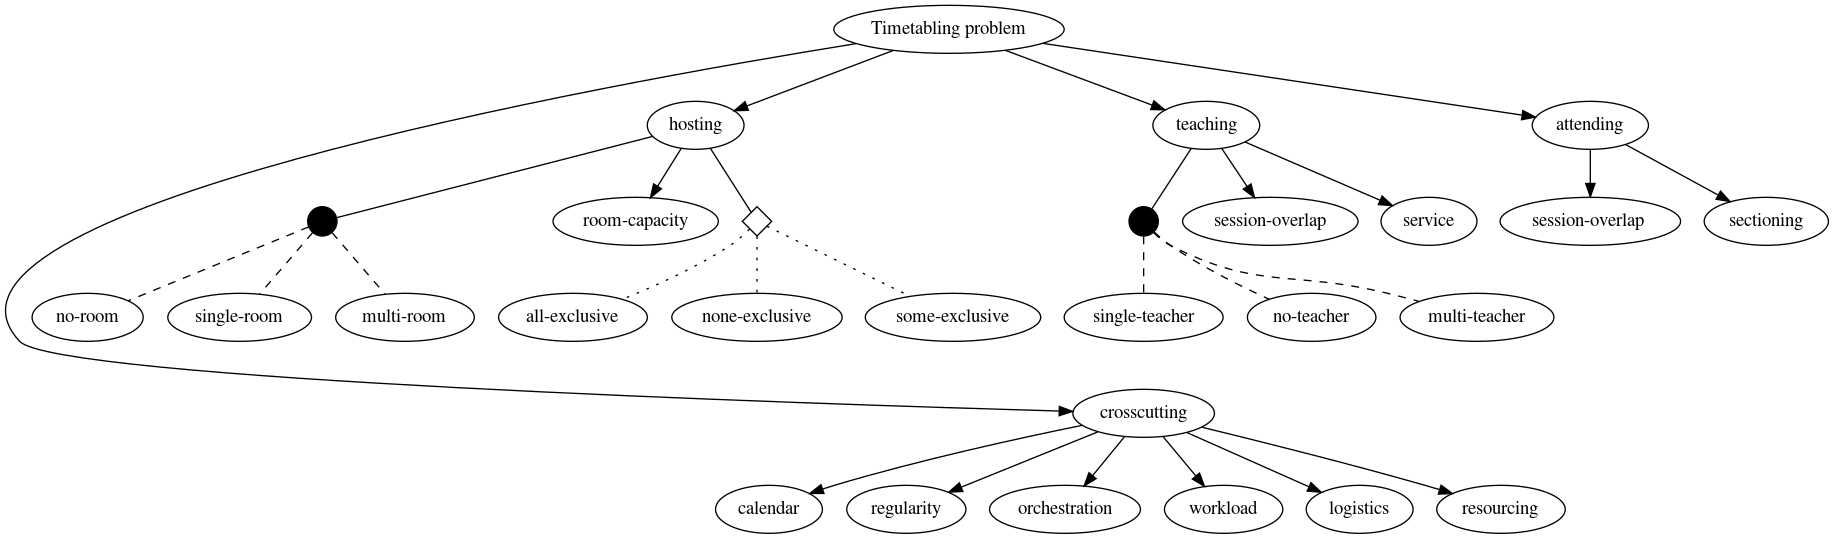 Timetabling problem
hosting
teaching
attending
room-capacity
session-overlap
service
session-overlap
sectioning
no-room
single-room
multi-room
all-exclusive
none-exclusive
some-exclusive
single-teacher
no-teacher
multi-teacher
crosscutting
calendar
regularity
orchestration
workload
logistics
resourcing